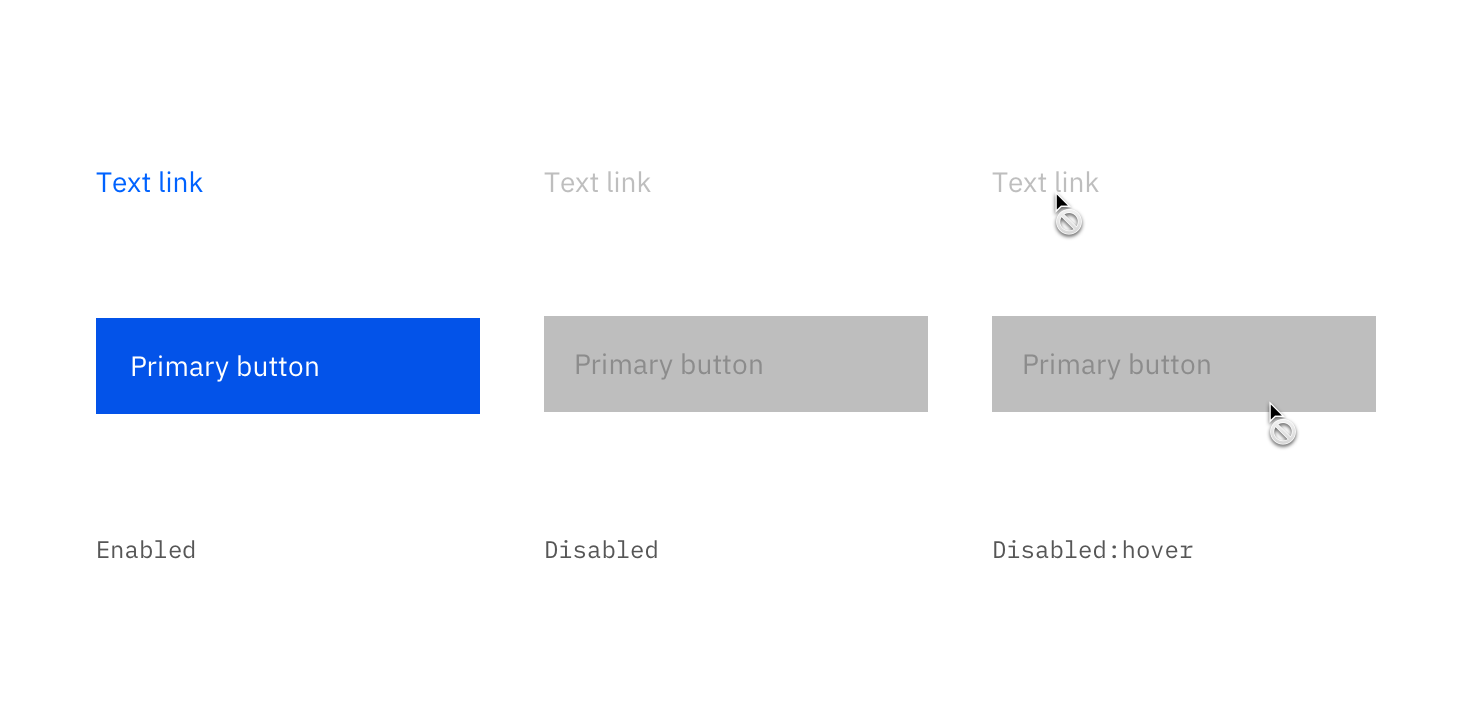 Text link
Text link
Text link
Primary button
Primary button
Primary button
Enabled
Disabled
Disabled:hover